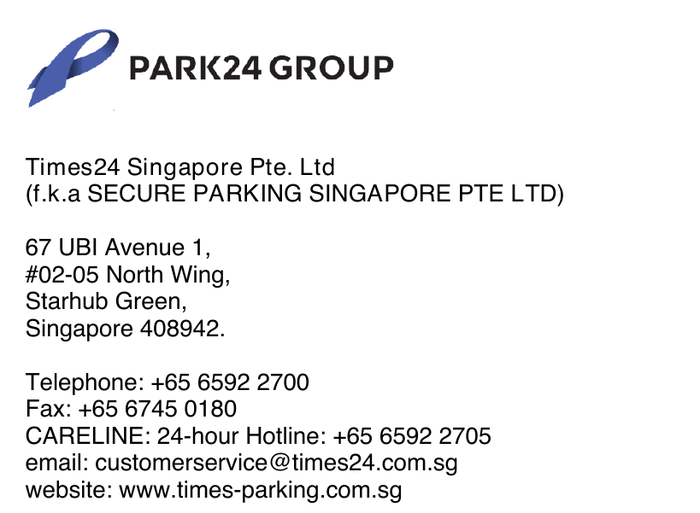 PARK24 GROUP
Times24 Singapore Pte. Ltd
(f.k.a SECURE PARKING SINGAPORE PTE LTD)
67 UBI Avenue 1,
#02-05 North Wing,
Starhub Green,
Singapore 408942.
Telephone: +65 6592 2700
Fax: +65 6745 0180
CARELINE: 24-hour Hotline: +65 6592 2705
email: customerservice@times24.com.sg
website: www.times-parking.com.sg